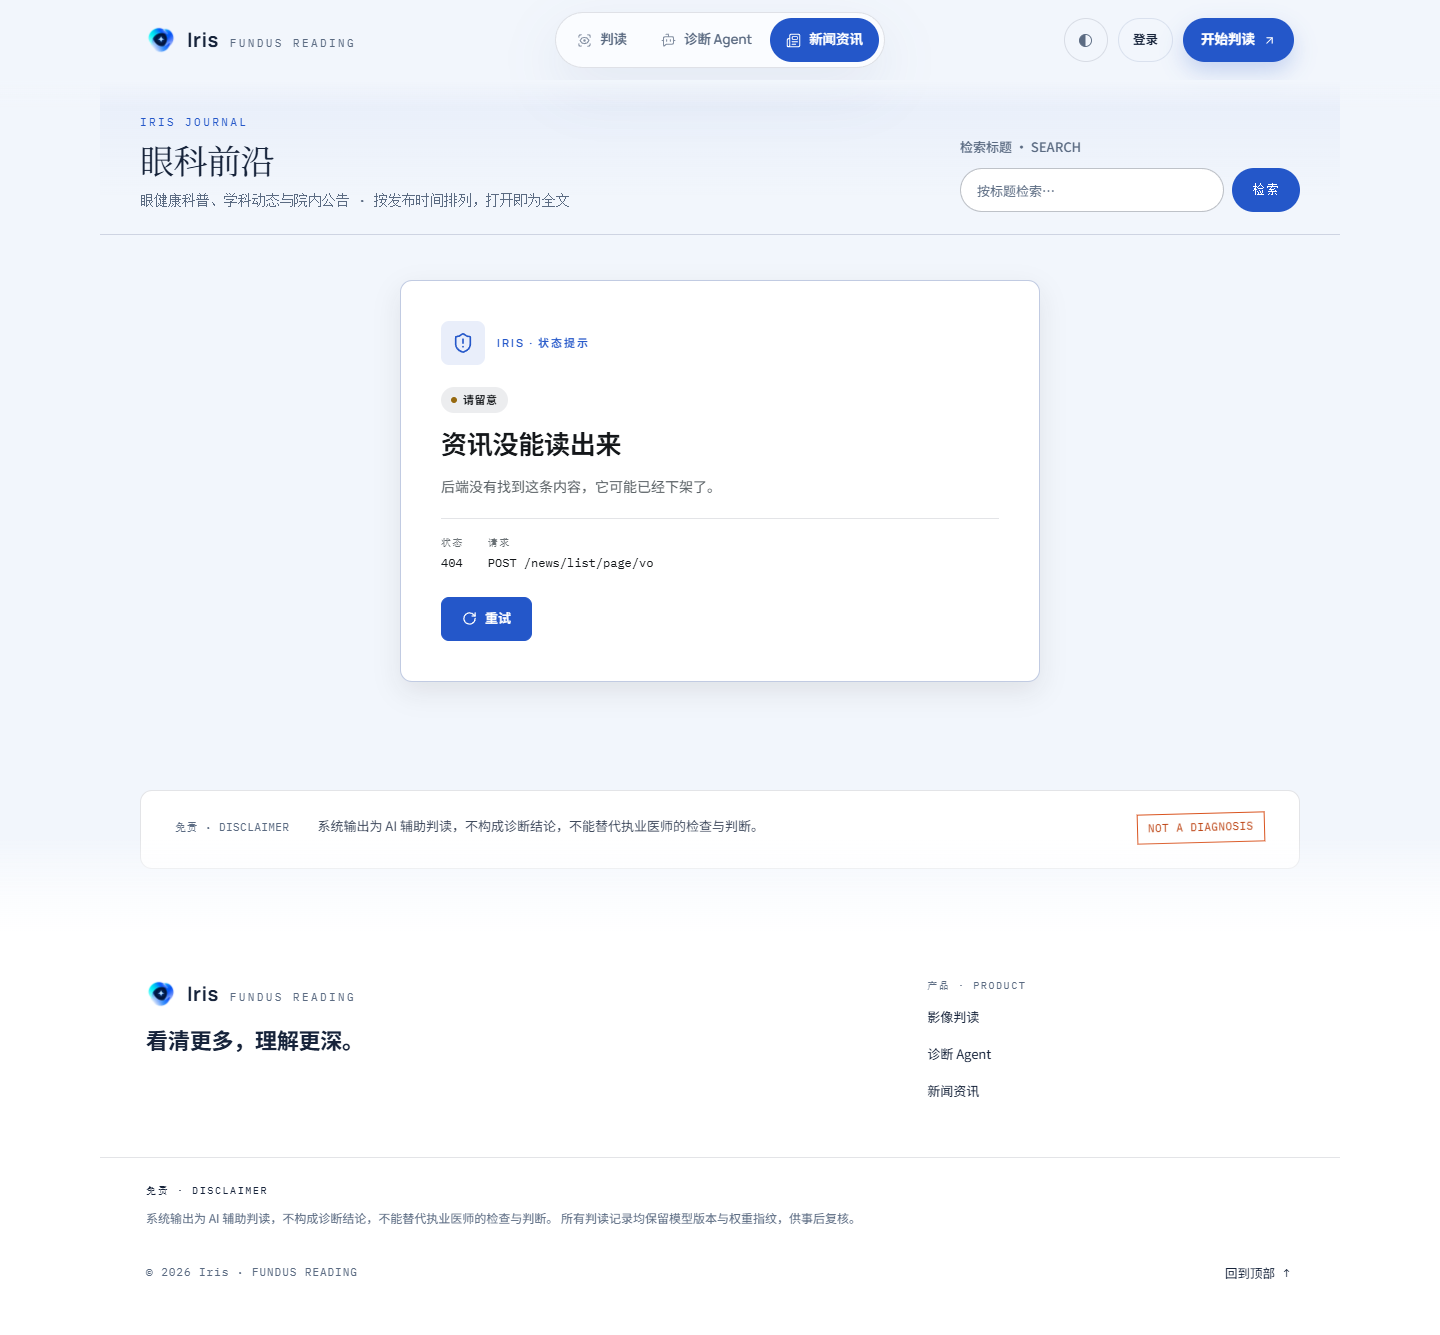 Iris FUNDUS READING
判读
诊断 Agent
新闻资讯
登录
开始判读
IRIS JOURNAL
眼科前沿
眼健康科普、学科动态与院内公告 · 按发布时间排列，打开即为全文
检索标题 · SEARCH
按标题检索…
检索
IRIS · 状态提示
请留意
资讯没能读出来
后端没有找到这条内容，它可能已经下架了。
状态 请求
404 POST /news/list/page/vo
重试
免责 · DISCLAIMER
系统输出为 AI 辅助判读，不构成诊断结论，不能替代执业医师的检查与判断。
NOT A DIAGNOSIS
Iris FUNDUS READING
看清更多，理解更深。
产品 · PRODUCT
影像判读
诊断 Agent
新闻资讯
免责 · DISCLAIMER
系统输出为 AI 辅助判读，不构成诊断结论，不能替代执业医师的检查与判断。 所有判读记录均保留模型版本与权重指纹，供事后复核。
© 2026 Iris · FUNDUS READING
回到顶部 ↑